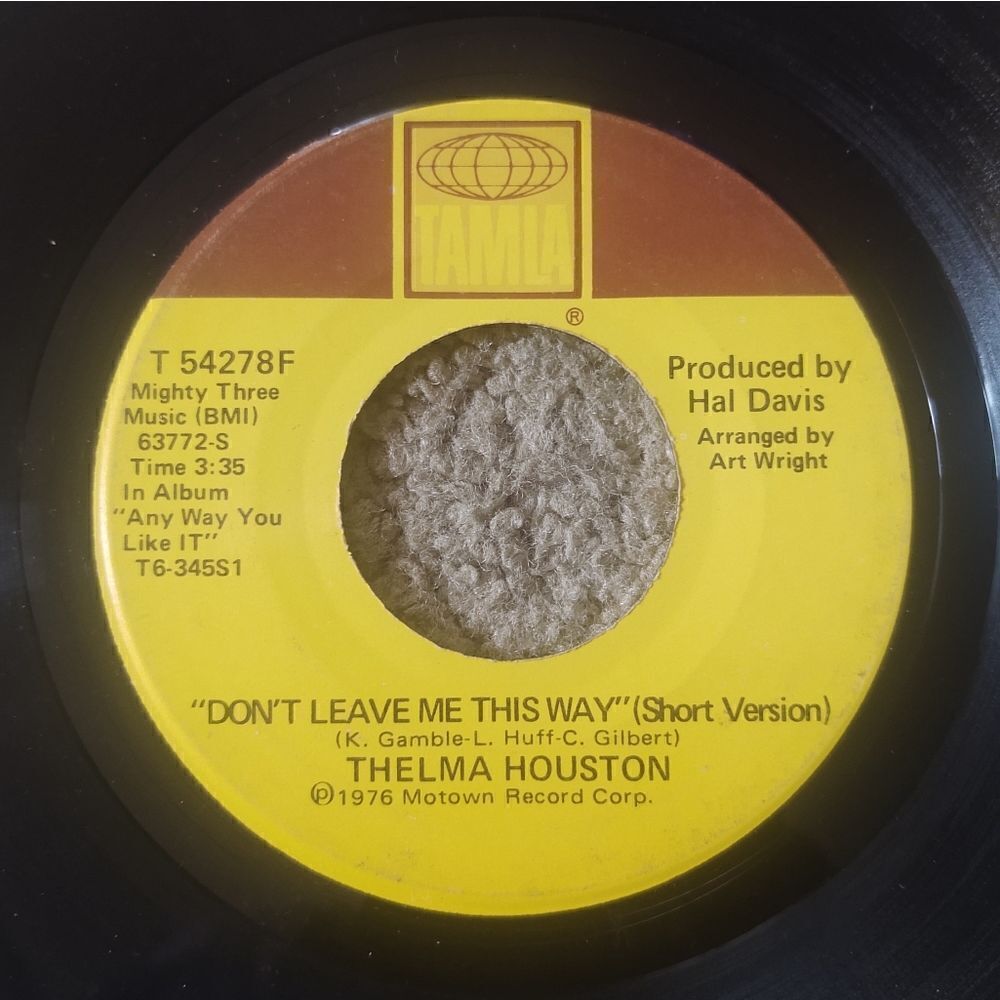 TAMLA
®
T 54278F
Mighty Three
Music (BMI)
63772-S
Time 3:35
In Album
"Any Way You
Like IT"
T6-345S1
Produced by
Hal Davis
Arranged by
Art Wright
"DON'T LEAVE ME THIS WAY" (Short Version)
(K. Gamble-L. Huff-C. Gilbert)
THELMA HOUSTON
℗1976 Motown Record Corp.